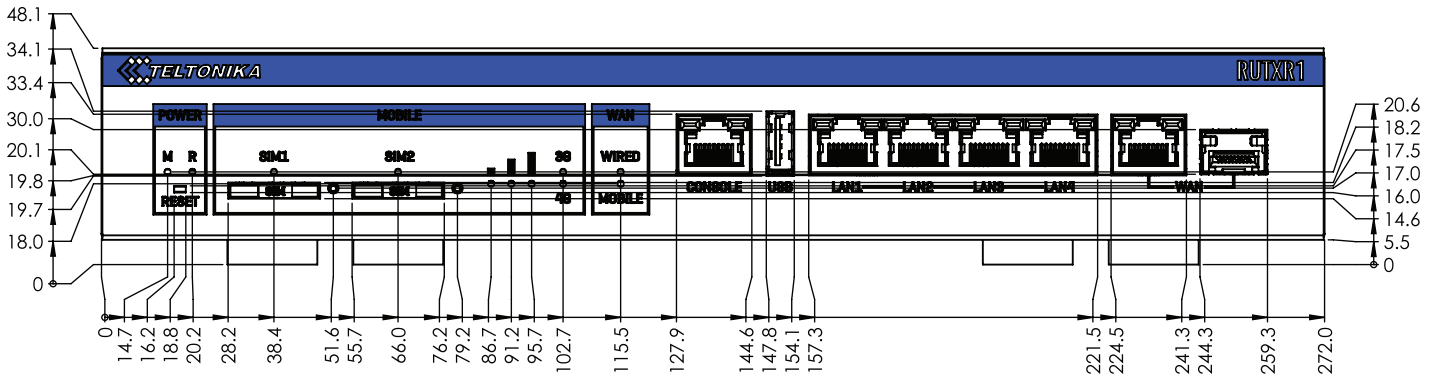 48.1
34.1
33.4
30.0
20.1
19.8
19.7
18.0
0
TELTONIKA RUTXR1
POWER MOBILE WAN
M R SIM1 SIM2 3G WIRED
RESET SIM SIM 4G MOBILE
CONSOLE USB LAN1 LAN2 LAN3 LAN4 WAN
20.6
18.2
17.5
17.0
16.0
14.6
5.5
0
0 14.7 16.2 18.8 20.2 28.2 38.4 51.6 55.7 66.0 76.2 79.2 86.7 91.2 95.7 102.7 115.5 127.9 144.6 147.8 154.1 157.3 221.5 224.5 241.3 244.3 259.3 272.0